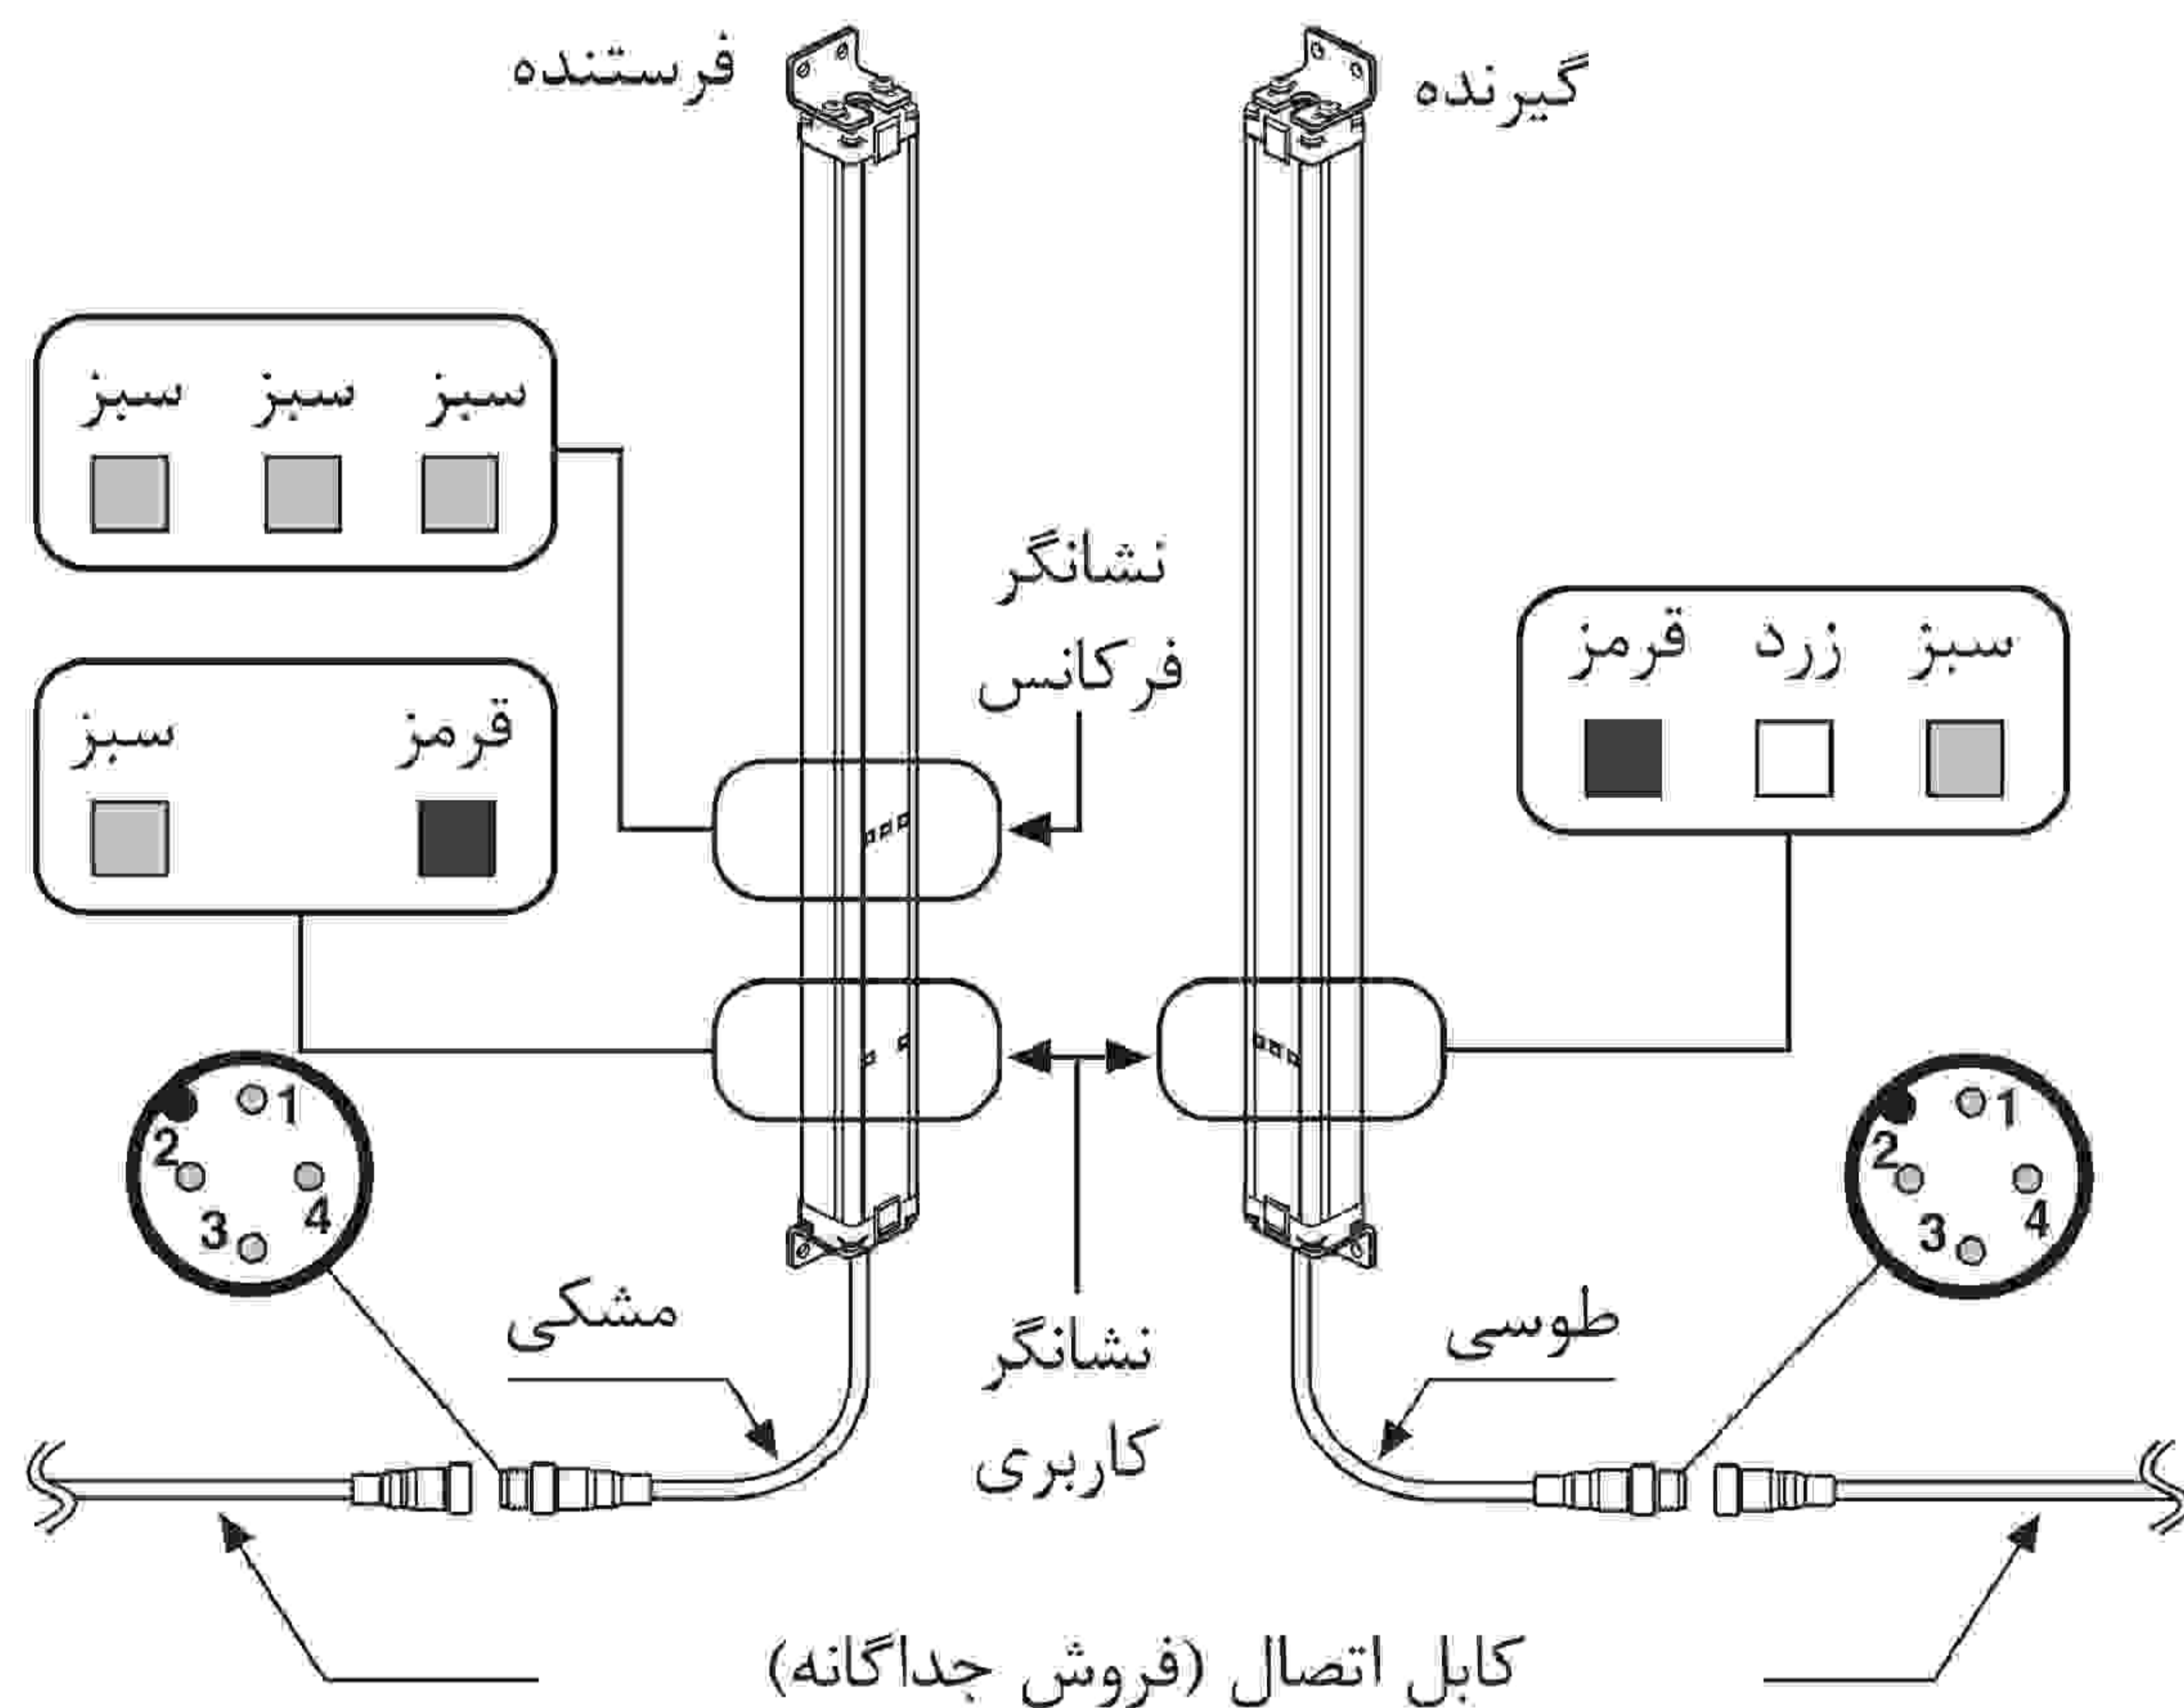 گیرنده
فرستنده
سبز سبز سبز
نشانگر
فرکانس
سبز زرد قرمز
قرمز سبز
1
2
3
4
1
2
3
4
طوسی
مشکی
نشانگر
کاربری
کابل اتصال (فروش جداگانه)